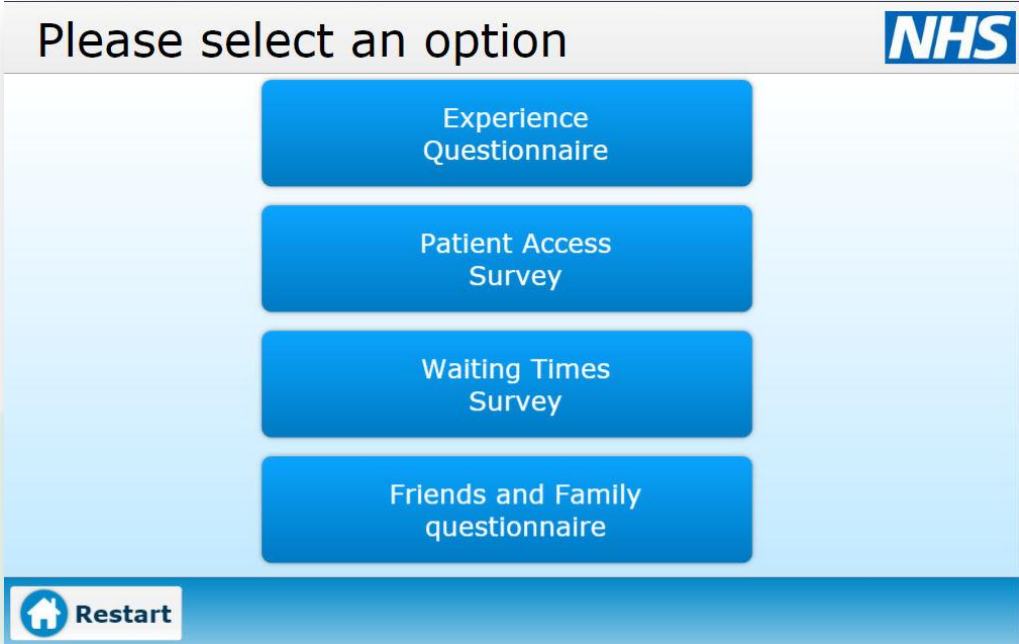 Please select an option
NHS
Experience
Questionnaire
Patient Access
Survey
Waiting Times
Survey
Friends and Family
questionnaire
Restart